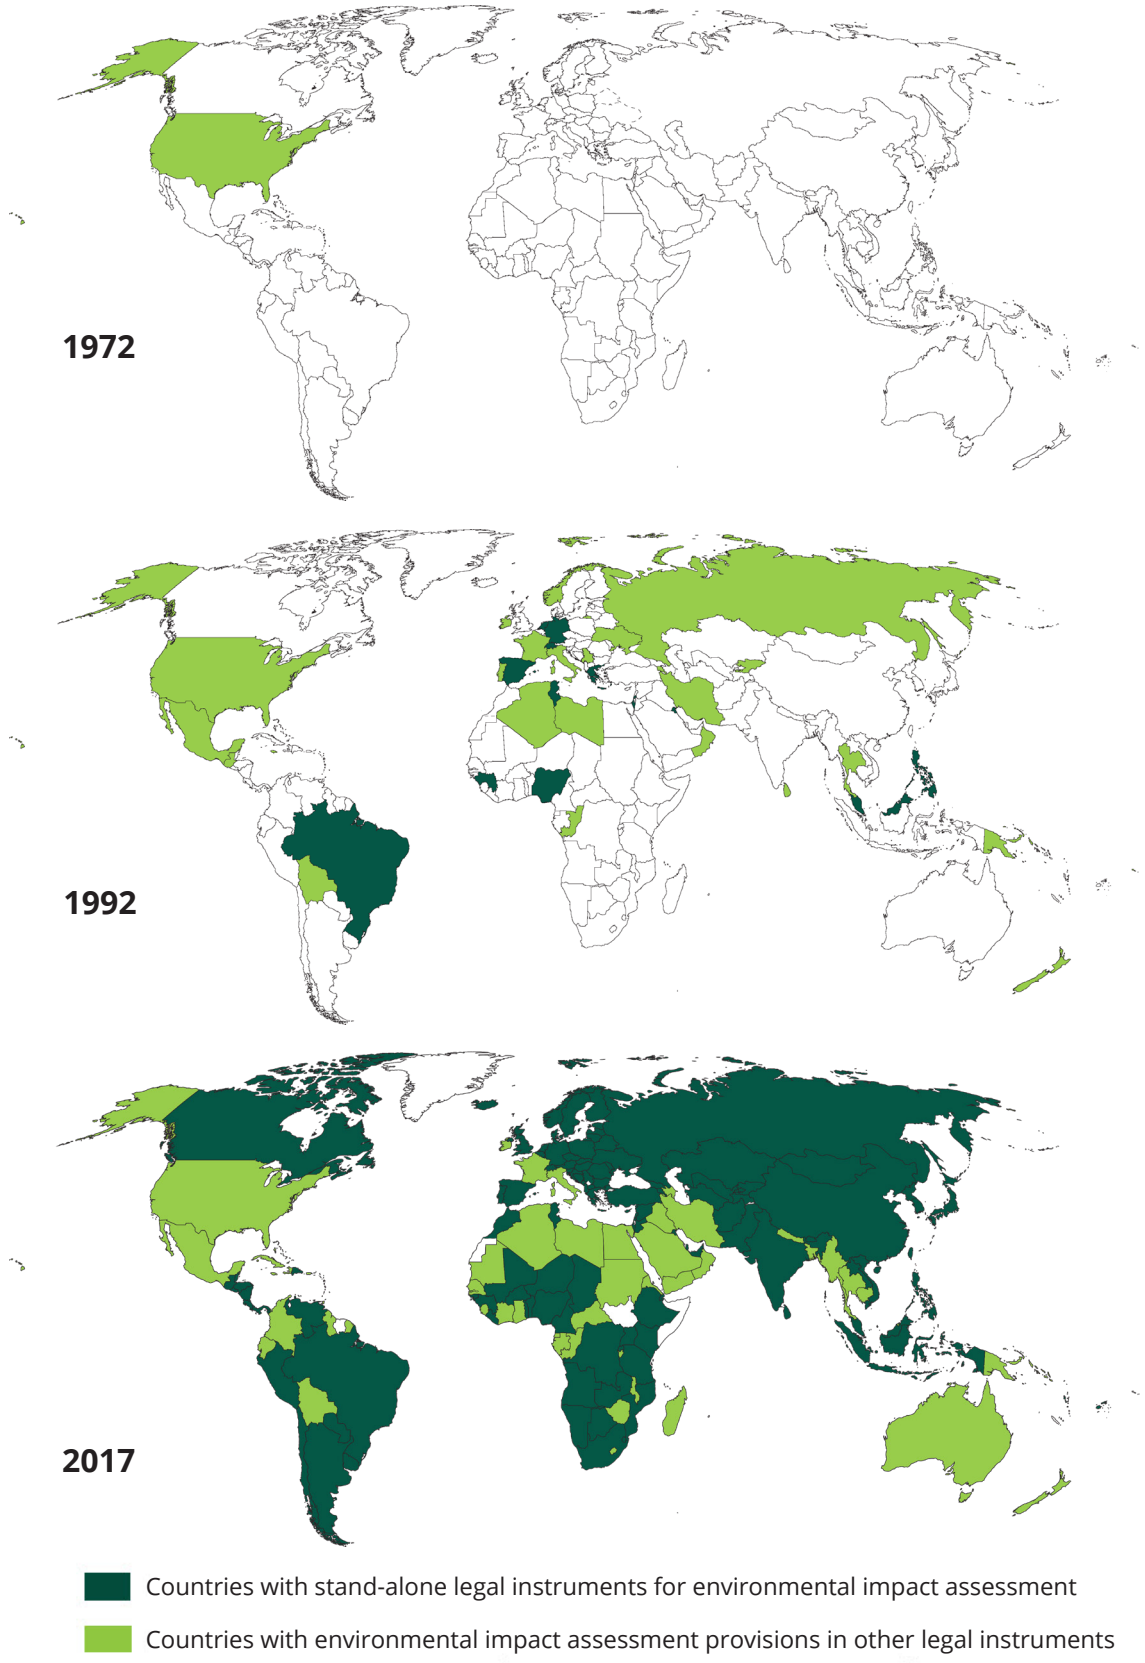 1972
1992
2017
Countries with stand-alone legal instruments for environmental impact assessment
Countries with environmental impact assessment provisions in other legal instruments